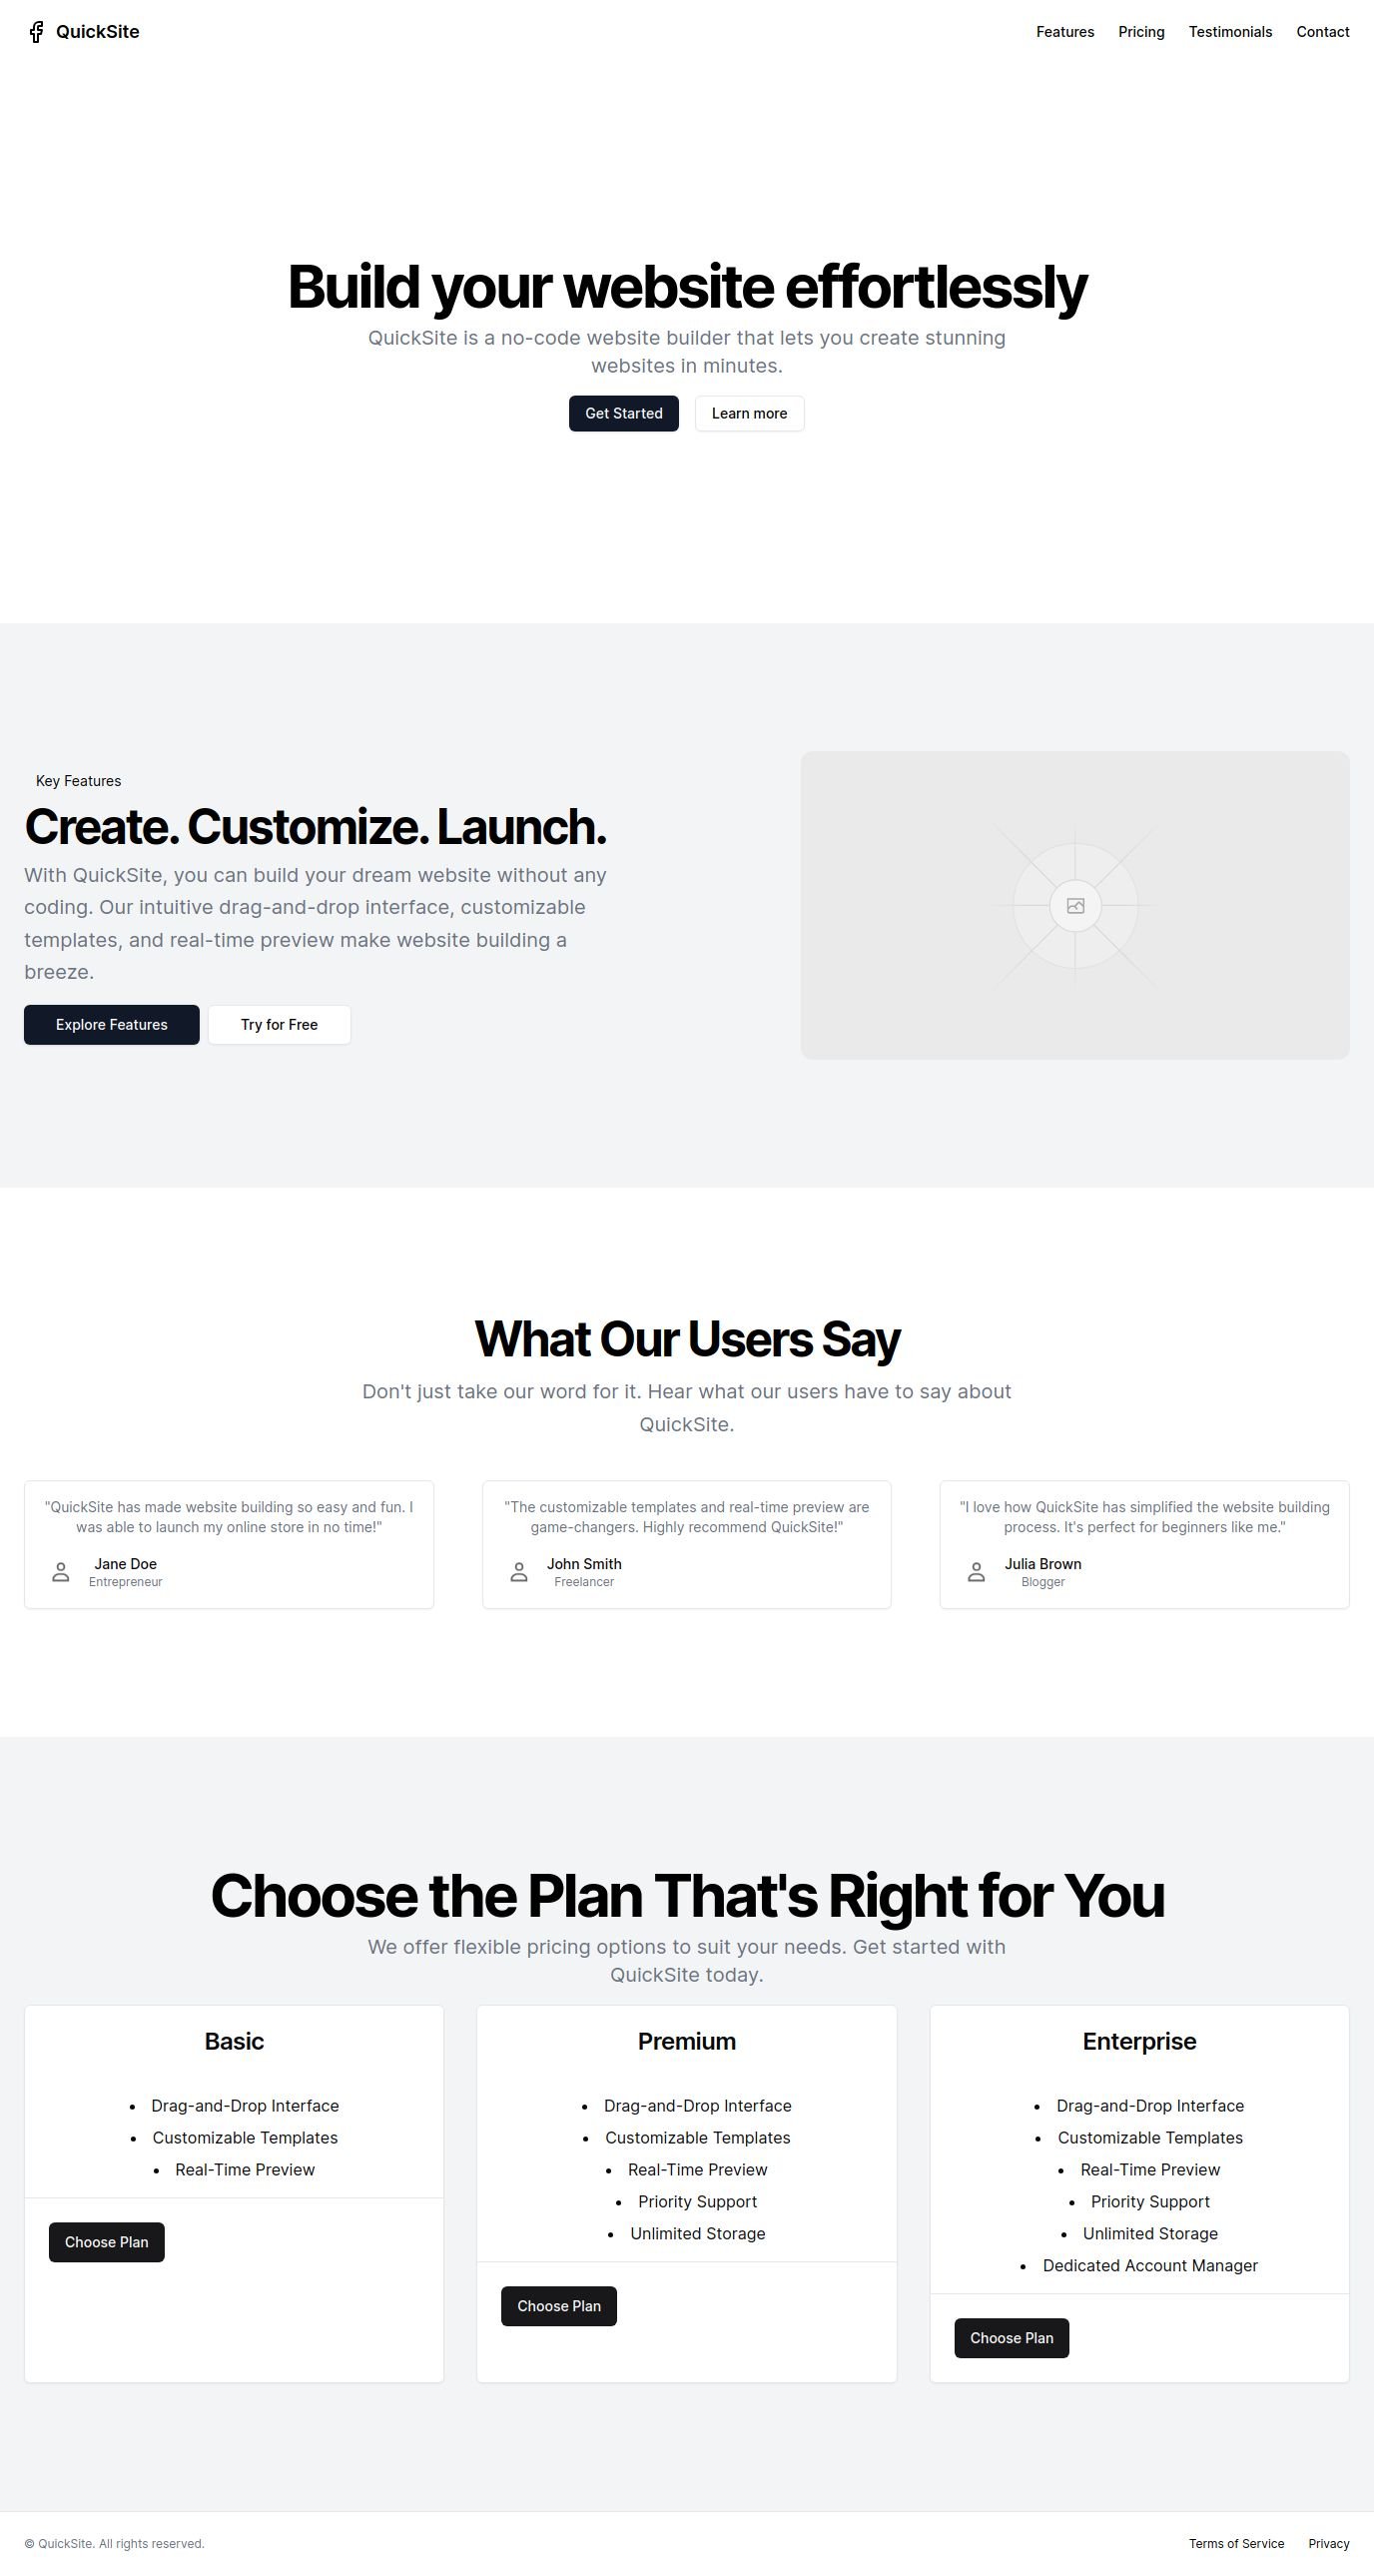 QuickSite
Features
Pricing
Testimonials
Contact
Build your website effortlessly
QuickSite is a no-code website builder that lets you create stunning
websites in minutes.
Get Started
Learn more
Key Features
Create. Customize. Launch.
With QuickSite, you can build your dream website without any
coding. Our intuitive drag-and-drop interface, customizable
templates, and real-time preview make website building a
breeze.
Explore Features
Try for Free
What Our Users Say
Don't just take our word for it. Hear what our users have to say about
QuickSite.
"QuickSite has made website building so easy and fun. I
was able to launch my online store in no time!"
Jane Doe
Entrepreneur
"The customizable templates and real-time preview are
game-changers. Highly recommend QuickSite!"
John Smith
Freelancer
"I love how QuickSite has simplified the website building
process. It's perfect for beginners like me."
Julia Brown
Blogger
Choose the Plan That's Right for You
We offer flexible pricing options to suit your needs. Get started with
QuickSite today.
Basic
• Drag-and-Drop Interface
• Customizable Templates
• Real-Time Preview
Choose Plan
Premium
• Drag-and-Drop Interface
• Customizable Templates
• Real-Time Preview
• Priority Support
• Unlimited Storage
Choose Plan
Enterprise
• Drag-and-Drop Interface
• Customizable Templates
• Real-Time Preview
• Priority Support
• Unlimited Storage
• Dedicated Account Manager
Choose Plan
© QuickSite. All rights reserved.
Terms of Service
Privacy